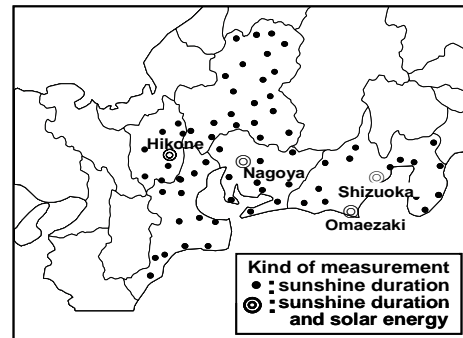 Hikone
Nagoya
Shizuoka
Omaezaki
Kind of measurement
: sunshine duration
: sunshine duration
and solar energy